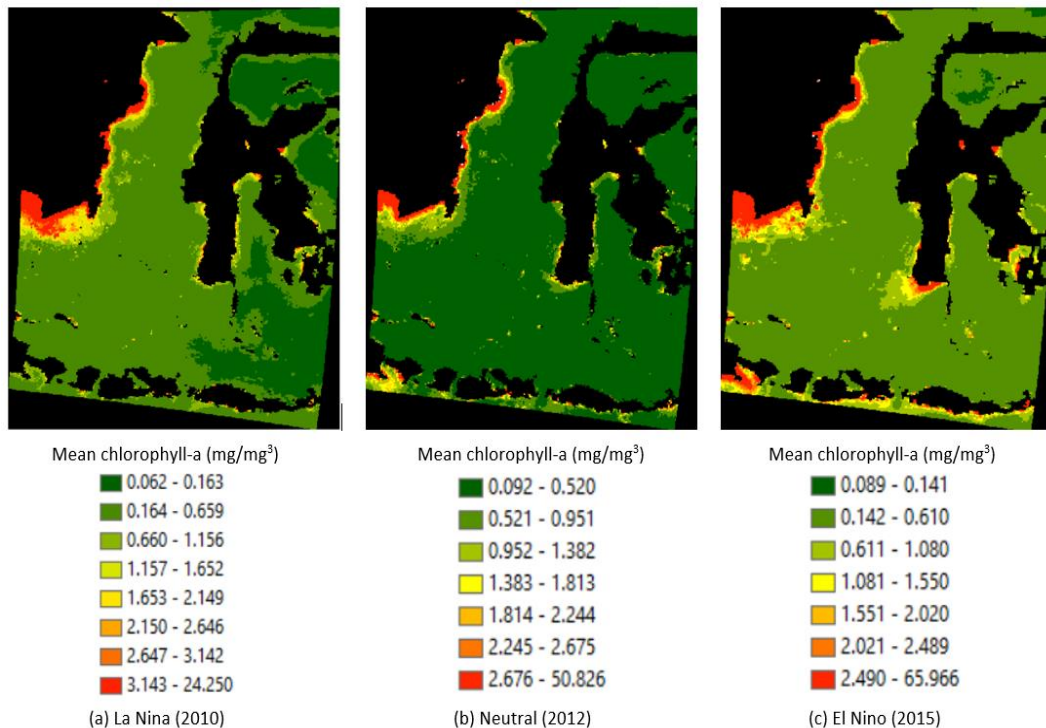 Mean chlorophyll-a (mg/mg³)
0.062 - 0.163
0.164 - 0.659
0.660 - 1.156
1.157 - 1.652
1.653 - 2.149
2.150 - 2.646
2.647 - 3.142
3.143 - 24.250
(a) La Nina (2010)
Mean chlorophyll-a (mg/mg³)
0.092 - 0.520
0.521 - 0.951
0.952 - 1.382
1.383 - 1.813
1.814 - 2.244
2.245 - 2.675
2.676 - 50.826
(b) Neutral (2012)
Mean chlorophyll-a (mg/mg³)
0.089 - 0.141
0.142 - 0.610
0.611 - 1.080
1.081 - 1.550
1.551 - 2.020
2.021 - 2.489
2.490 - 65.966
(c) El Nino (2015)